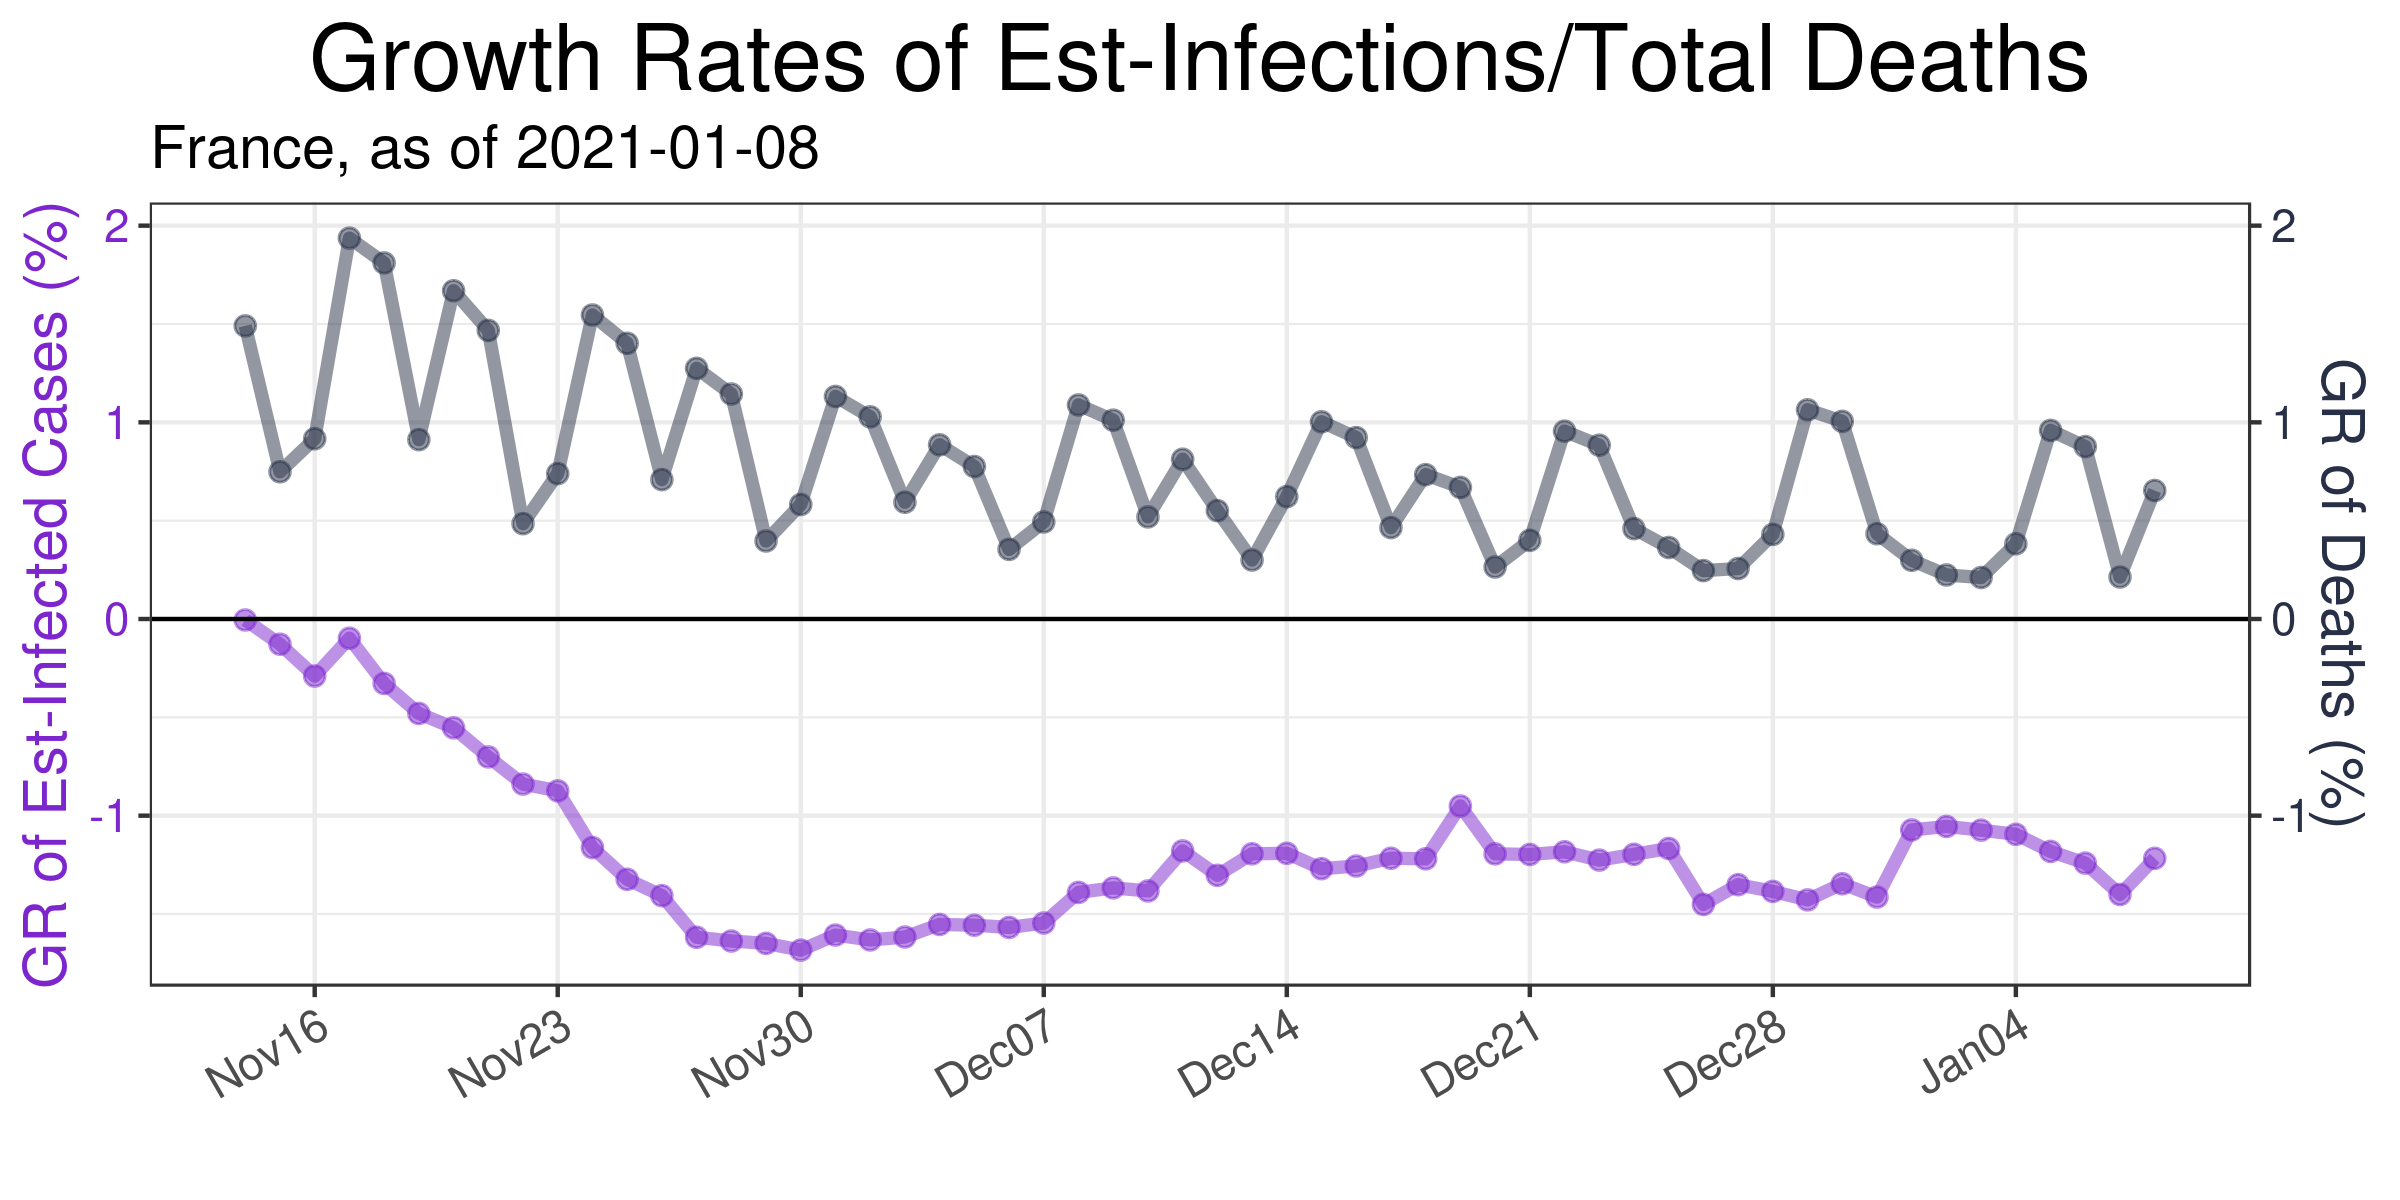 Growth Rates of Est-Infections/Total Deaths
France, as of 2021-01-08
GR of Est-Infected Cases (%)
2
1
0
-1
2
1
0
-1
GR of Deaths (%)
Nov16
Nov23
Nov30
Dec07
Dec14
Dec21
Dec28
Jan04